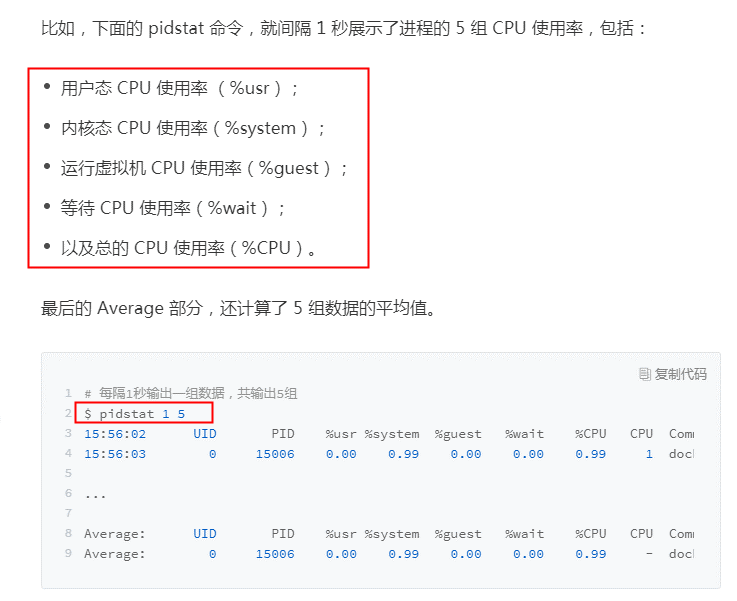 比如，下面的 pidstat 命令，就间隔 1 秒展示了进程的 5 组 CPU 使用率，包括：
• 用户态 CPU 使用率 （%usr）；
• 内核态 CPU 使用率（%system）；
• 运行虚拟机 CPU 使用率（%guest）；
• 等待 CPU 使用率（%wait）；
• 以及总的 CPU 使用率（%CPU）。
最后的 Average 部分，还计算了 5 组数据的平均值。
复制代码
1 # 每隔1秒输出一组数据，共输出5组
2 $ pidstat 1 5
3 15:56:02 UID PID %usr %system %guest %wait %CPU CPU Com
4 15:56:03 0 15006 0.00 0.99 0.00 0.00 0.99 1 doc
5
6 ...
7
8 Average: UID PID %usr %system %guest %wait %CPU CPU Com
9 Average: 0 15006 0.00 0.99 0.00 0.00 0.99 - doc